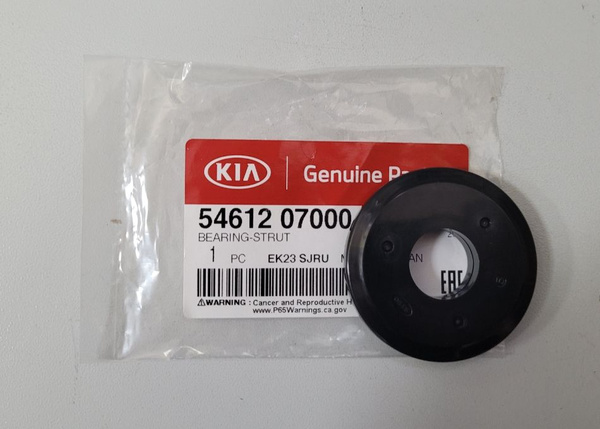 KIA Genuine
54612 07000
BEARING-STRUT
1 PC EK23 SJRU
EAC
⚠WARNING : Cancer and Reproductive
www.P65Warnings.ca.gov